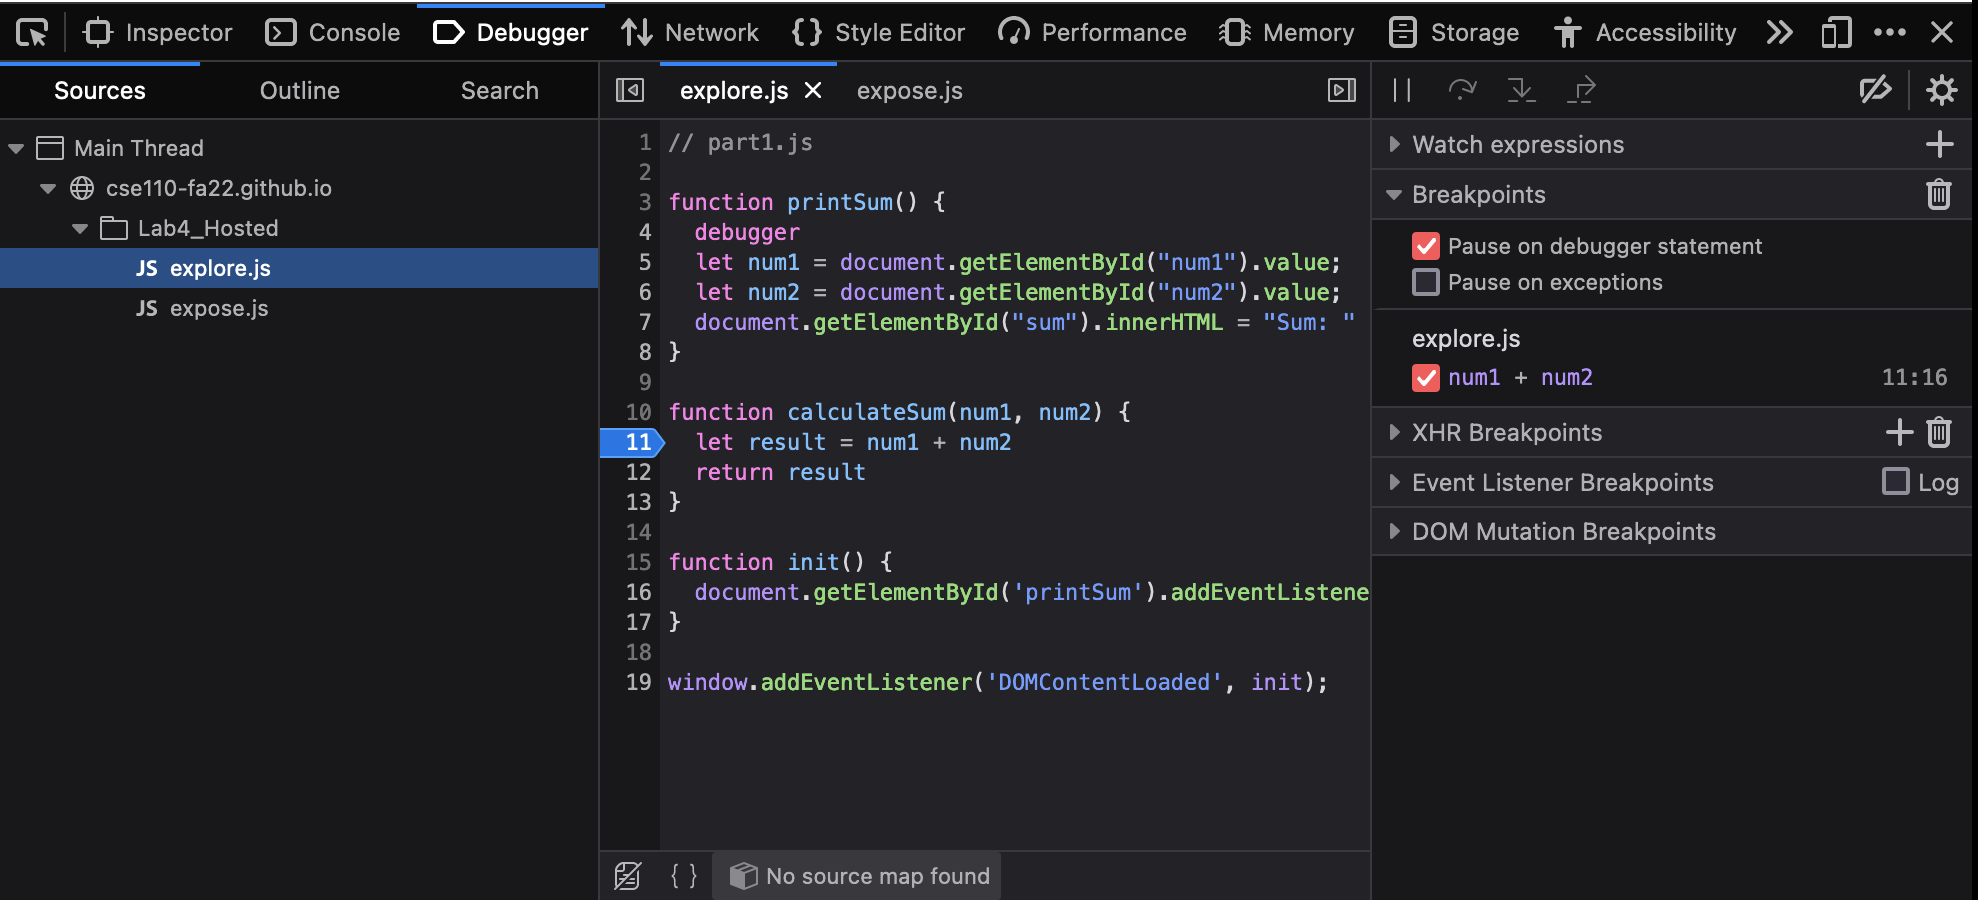 Inspector Console Debugger Network { } Style Editor Performance Memory Storage Accessibility
Sources Outline Search
Main Thread
cse110-fa22.github.io
Lab4_Hosted
JS explore.js
JS expose.js
explore.js expose.js
1 // part1.js
2
3 function printSum() {
4 debugger
5 let num1 = document.getElementById("num1").value;
6 let num2 = document.getElementById("num2").value;
7 document.getElementById("sum").innerHTML = "Sum: "
8 }
9
10 function calculateSum(num1, num2) {
11 let result = num1 + num2
12 return result
13 }
14
15 function init() {
16 document.getElementById('printSum').addEventListene
17 }
18
19 window.addEventListener('DOMContentLoaded', init);
{ } No source map found
Watch expressions
Breakpoints
Pause on debugger statement
Pause on exceptions
explore.js
num1 + num2 11:16
XHR Breakpoints
Event Listener Breakpoints Log
DOM Mutation Breakpoints